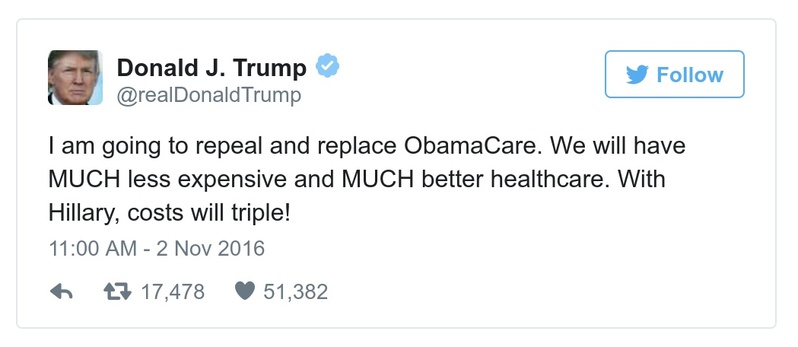 Donald J. Trump
@realDonaldTrump
Follow
I am going to repeal and replace ObamaCare. We will have
MUCH less expensive and MUCH better healthcare. With
Hillary, costs will triple!
11:00 AM - 2 Nov 2016
17,478 51,382